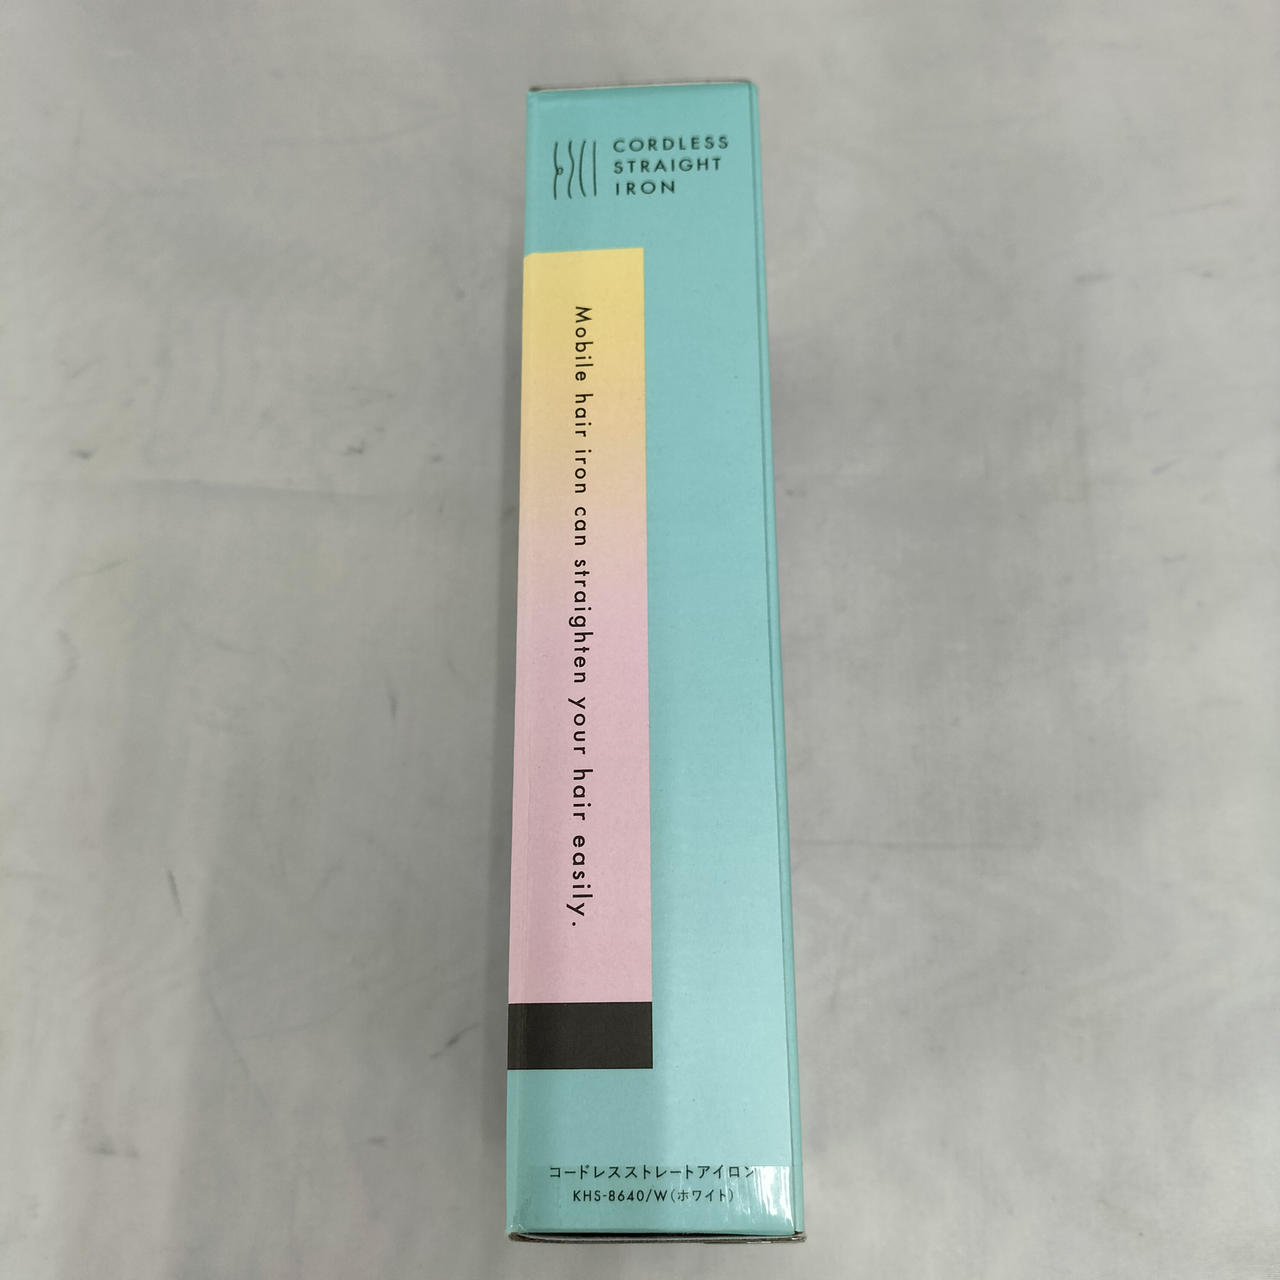 CORDLESS
STRAIGHT
IRON
Mobile hair iron can straighten your hair easily.
コードレスストレートアイロン
KHS-8640/W(ホワイト)